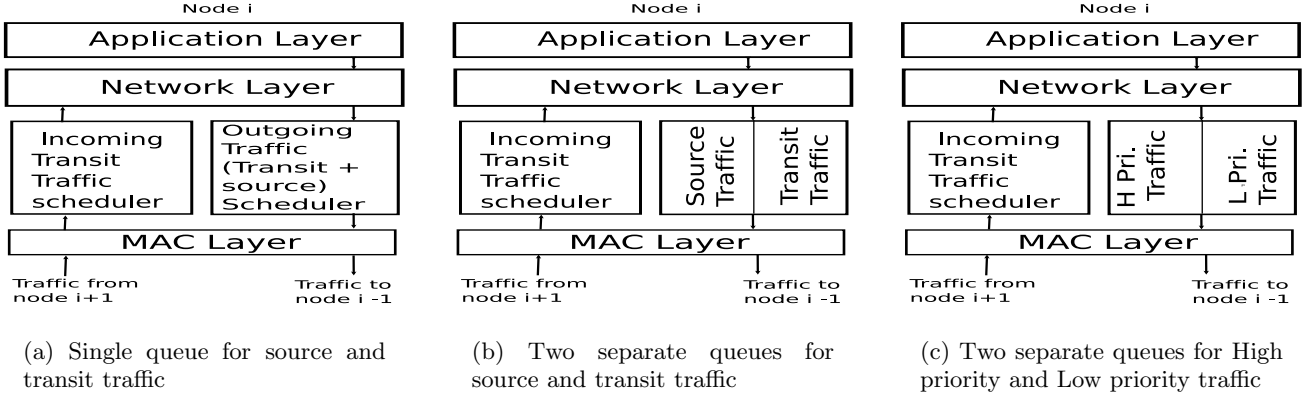 Node i
Application Layer
Network Layer
Incoming
Transit
Traffic
scheduler
Outgoing
Traffic
(Transit +
source)
Scheduler
MAC Layer
Traffic from
node i+1
Traffic to
node i -1
(a) Single queue for source and
transit traffic
Node i
Application Layer
Network Layer
Incoming
Transit
Traffic
scheduler
Source
Traffic
Transit
Traffic
MAC Layer
Traffic from
node i+1
Traffic to
node i -1
(b) Two separate queues for
source and transit traffic
Node i
Application Layer
Network Layer
Incoming
Transit
Traffic
scheduler
H Pri.
Traffic
L Pri.
Traffic
MAC Layer
Traffic from
node i+1
Traffic to
node i -1
(c) Two separate queues for High
priority and Low priority traffic